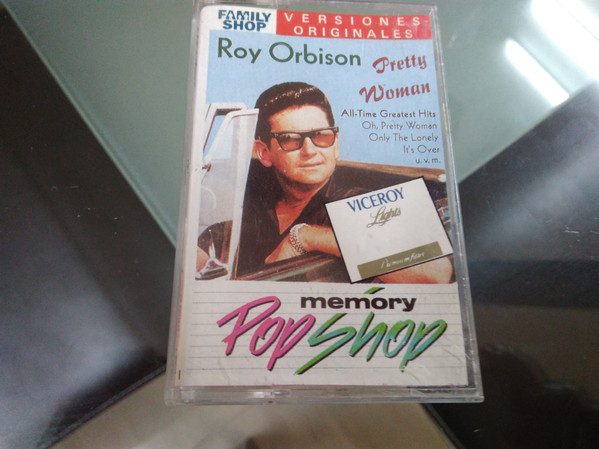 FAMILY
SHOP
VERSIONES
ORIGINALES
Roy Orbison
Pretty
Woman
All-Time Greatest Hits
Oh, Pretty Woman
Only The Lonely
It's Over
u.v.m.
VICEROY
Lights
memory
Pop Shop